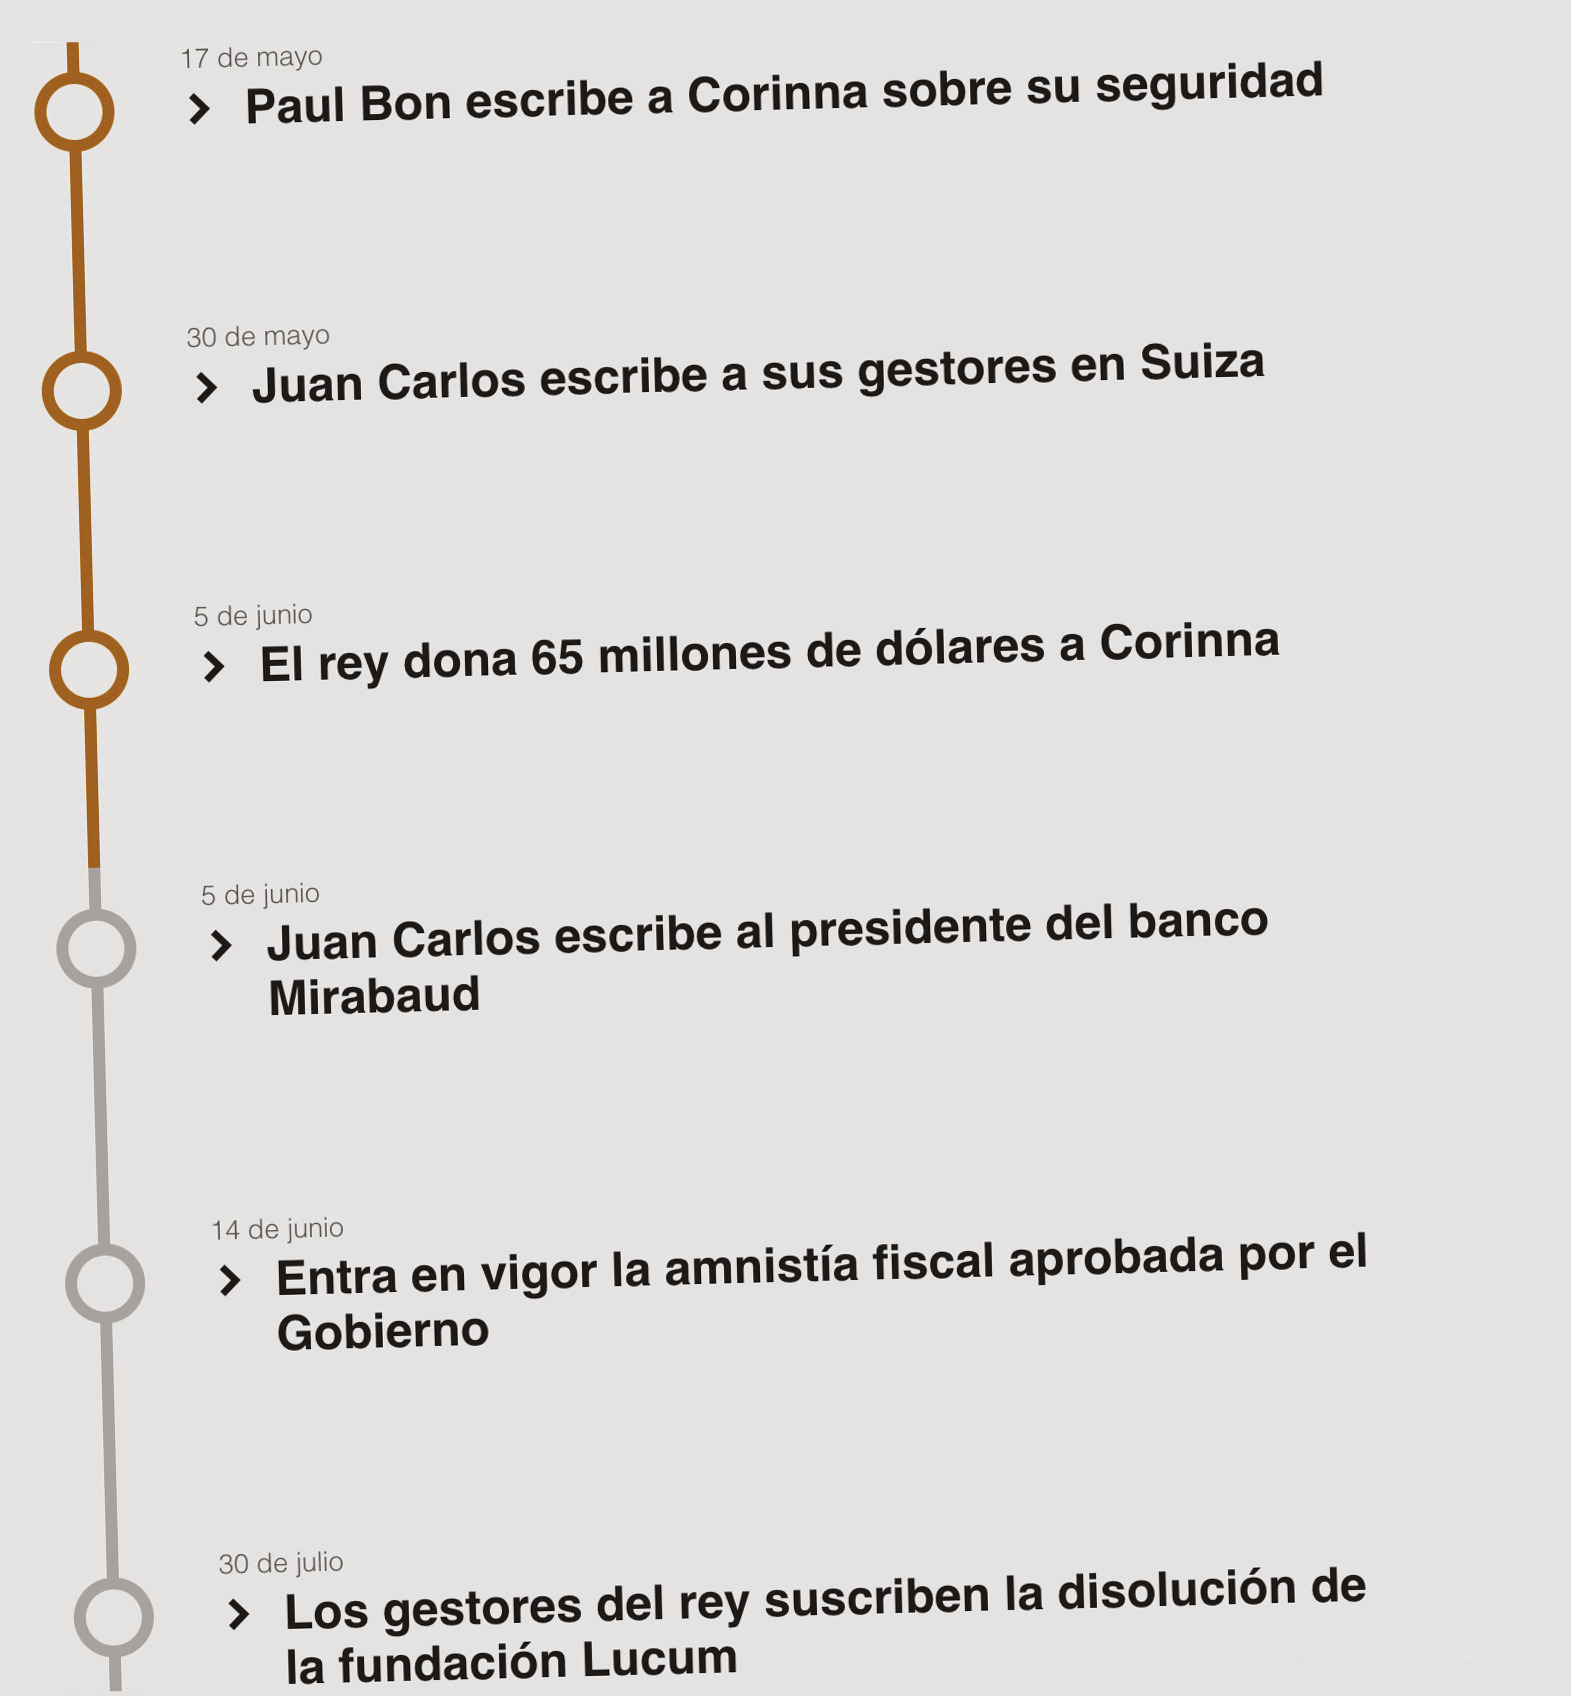 17 de mayo
Paul Bon escribe a Corinna sobre su seguridad
30 de mayo
Juan Carlos escribe a sus gestores en Suiza
5 de junio
El rey dona 65 millones de dólares a Corinna
5 de junio
Juan Carlos escribe al presidente del banco
Mirabaud
14 de junio
Entra en vigor la amnistía fiscal aprobada por el
Gobierno
30 de julio
Los gestores del rey suscriben la disolución de
la fundación Lucum